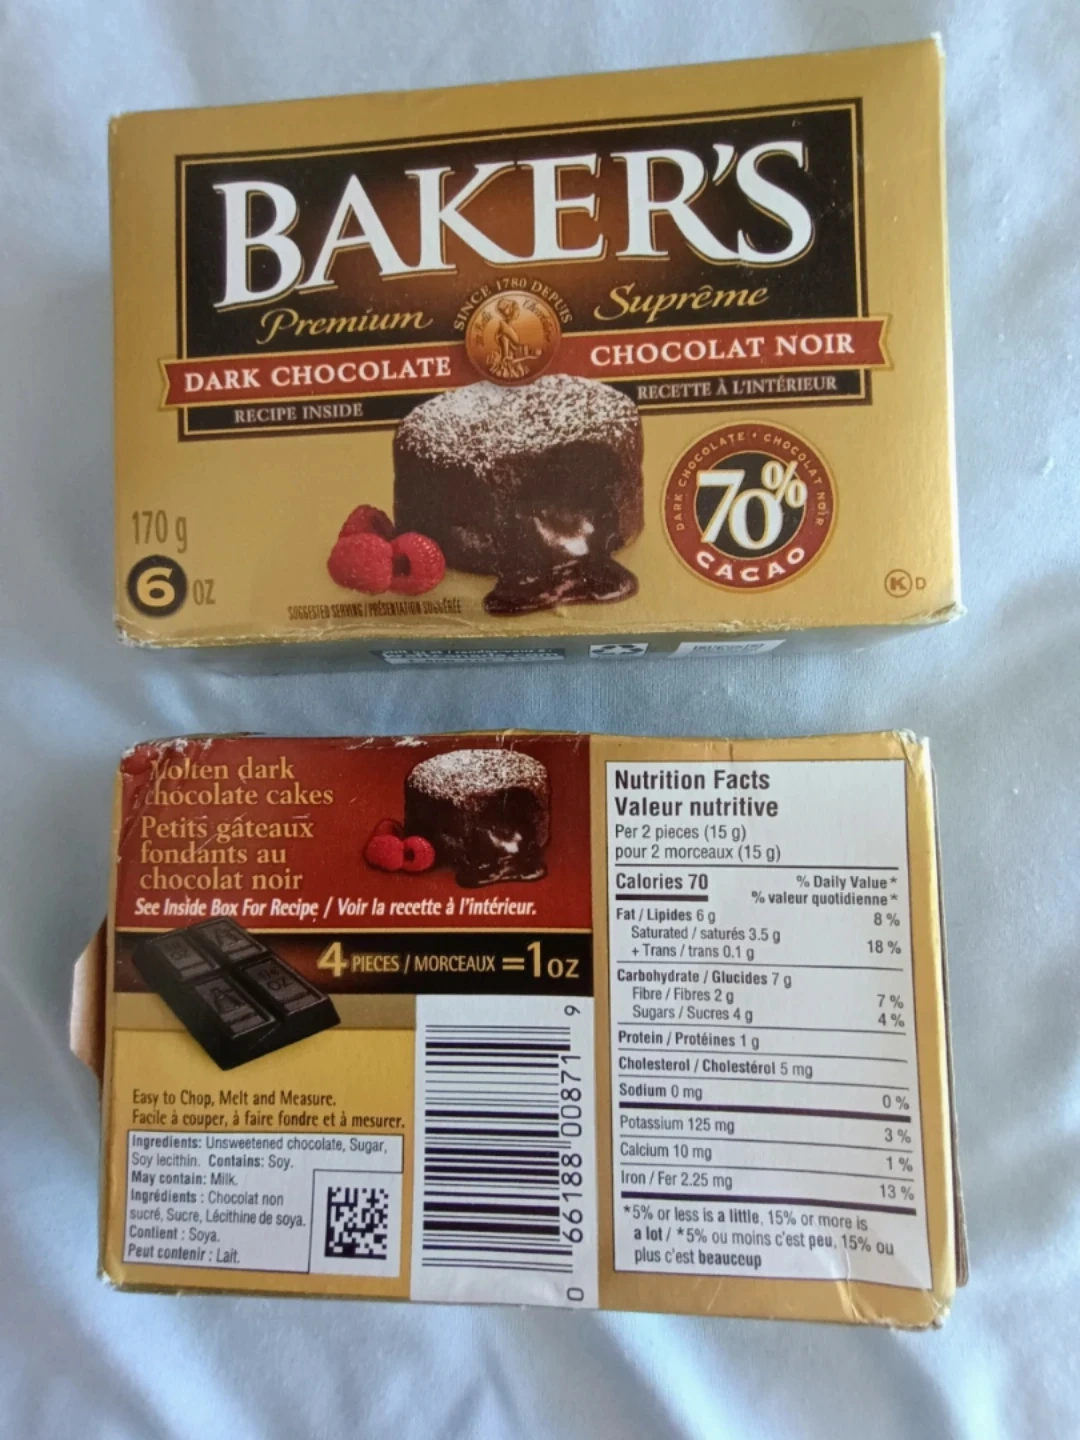 BAKER'S
Premium
SINCE 1780 DEPUIS
Suprême
DARK CHOCOLATE
CHOCOLAT NOIR
RECIPE INSIDE
RECETTE À L'INTÉRIEUR
DARK CHOCOLATE • CHOCOLAT NOIR
70%
CACAO
170 g
6 OZ
SUGGESTED SERVING / PRÉSENTATION SUGGÉRÉE
K D
Molten dark
chocolate cakes
Petits gâteaux
fondants au
chocolat noir
See Inside Box For Recipe / Voir la recette à l'intérieur.
4 PIECES / MORCEAUX = 1 OZ
Easy to Chop, Melt and Measure.
Facile à couper, à faire fondre et à mesurer.
Ingredients: Unsweetened chocolate, Sugar,
Soy lecithin. Contains: Soy.
May contain: Milk.
Ingrédients : Chocolat non
sucré, Sucre, Lécithine de soya.
Contient : Soya.
Peut contenir : Lait.
0 66188 00871 9
Nutrition Facts
Valeur nutritive
Per 2 pieces (15 g)
pour 2 morceaux (15 g)
Calories 70
% Daily Value*
% valeur quotidienne*
Fat / Lipides 6 g 8 %
Saturated / saturés 3.5 g
+ Trans / trans 0.1 g 18 %
Carbohydrate / Glucides 7 g
Fibre / Fibres 2 g 7 %
Sugars / Sucres 4 g 4 %
Protein / Protéines 1 g
Cholesterol / Cholestérol 5 mg
Sodium 0 mg 0 %
Potassium 125 mg 3 %
Calcium 10 mg 1 %
Iron / Fer 2.25 mg 13 %
*5% or less is a little, 15% or more is
a lot / *5% ou moins c'est peu, 15% ou
plus c'est beaucoup